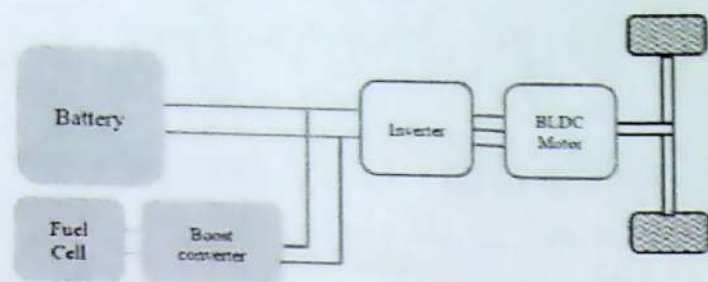 Battery
Inverter
BLDC
Motor
Fuel
Cell
Boost
converter